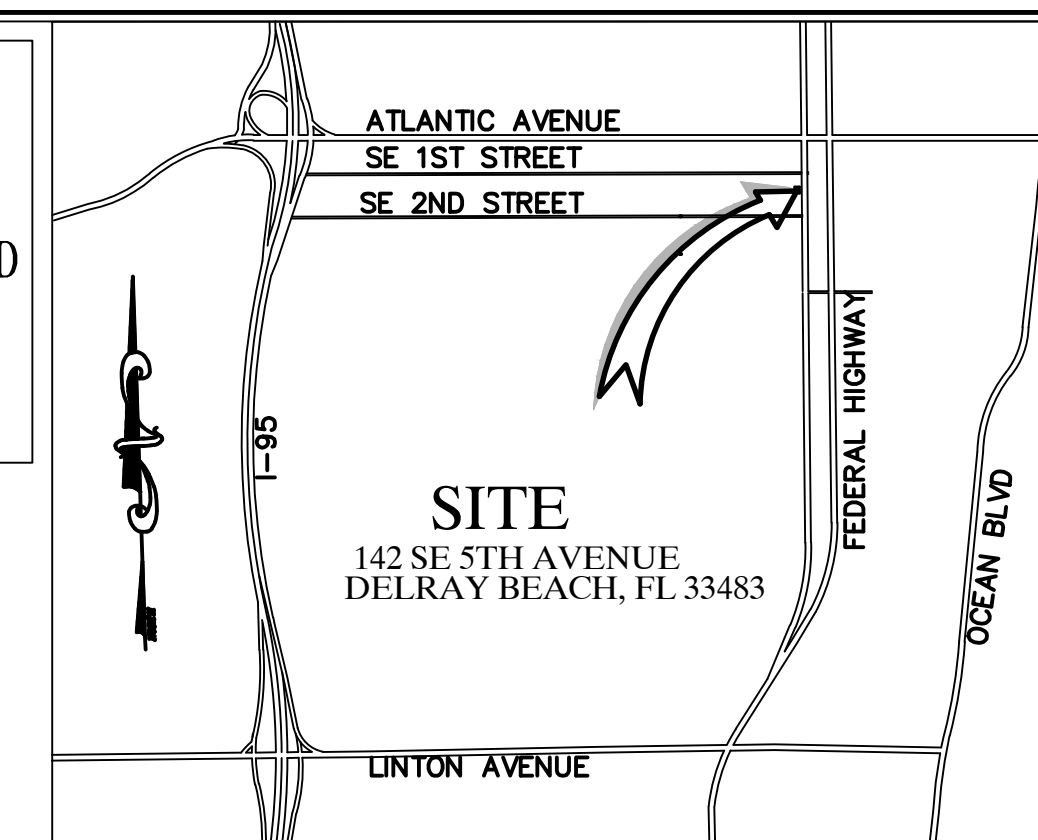 ATLANTIC AVENUE
SE 1ST STREET
SE 2ND STREET
D
I-95
FEDERAL HIGHWAY
SITE
142 SE 5TH AVENUE
DELRAY BEACH, FL 33483
OCEAN BLVD
LINTON AVENUE